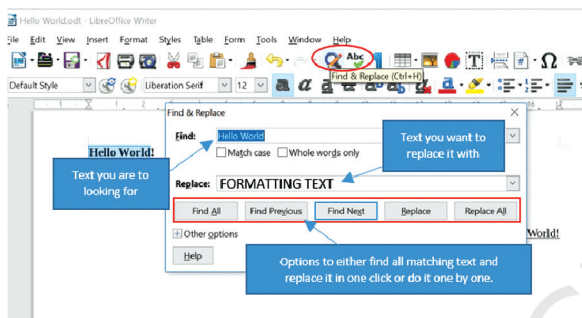 Hello World.odt - LibreOffice Writer
File Edit View Insert Format Styles Table Form Tools Window Help
Abc
Find & Replace (Ctrl+H)
Default Style Liberation Serif 12 a a
Find & Replace
Find: Hello World
Match case Whole words only
Text you want to
replace it with
Hello World!
Text you are to
looking for
Replace: FORMATTING TEXT
Find All Find Previous Find Next Replace Replace All
Other options
World!
Help
Options to either find all matching text and
replace it in one click or do it one by one.